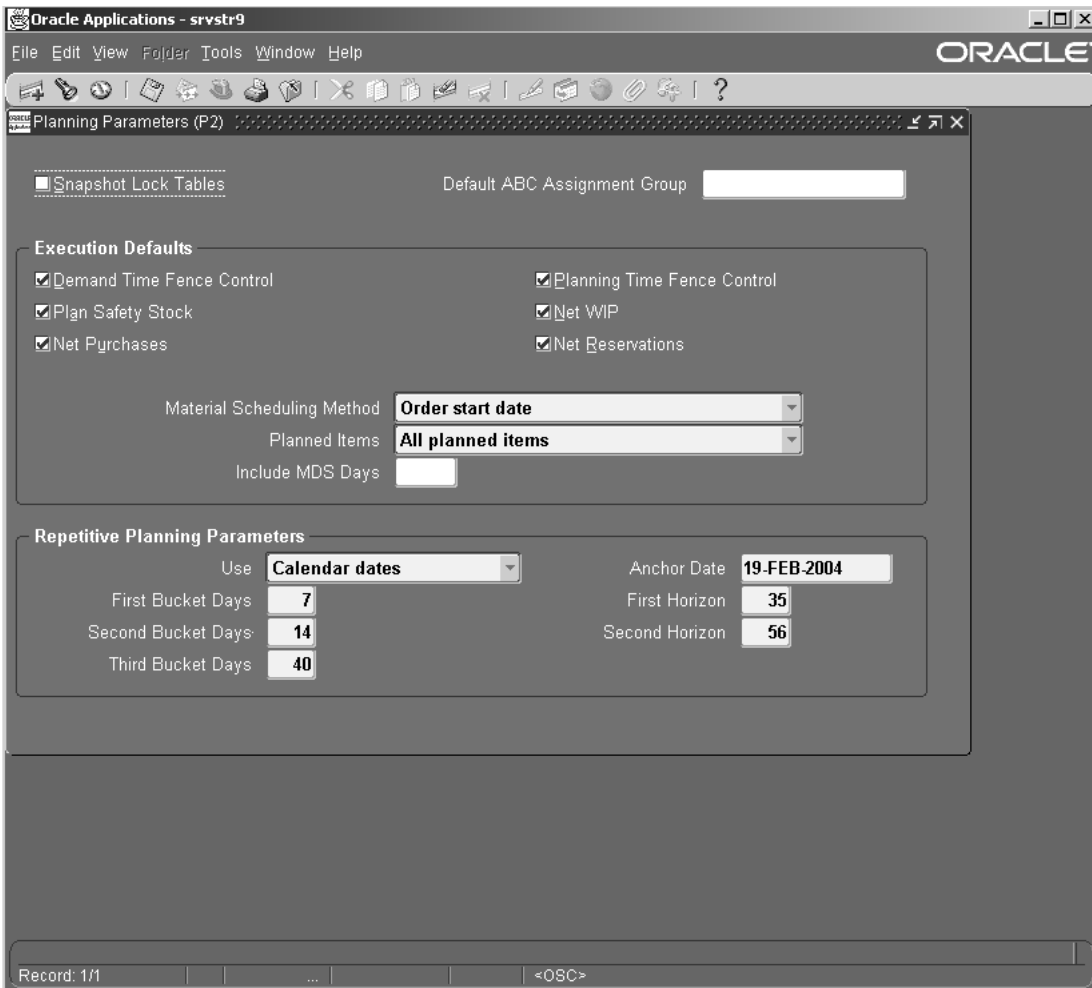 Oracle Applications - srvstr9
File Edit View Folder Tools Window Help
ORACLE
?
Planning Parameters (P2)
Snapshot Lock Tables Default ABC Assignment Group
Execution Defaults
Demand Time Fence Control Planning Time Fence Control
Plan Safety Stock Net WIP
Net Purchases Net Reservations
Material Scheduling Method Order start date
Planned Items All planned items
Include MDS Days
Repetitive Planning Parameters
Use Calendar dates Anchor Date 19-FEB-2004
First Bucket Days 7 First Horizon 35
Second Bucket Days 14 Second Horizon 56
Third Bucket Days 40
Record: 1/1 ... <OSC>